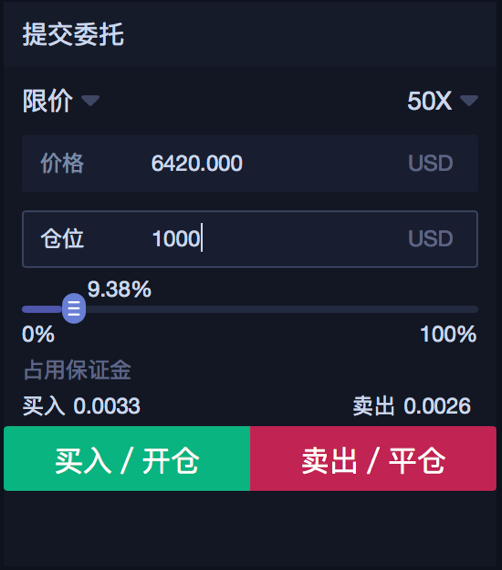 提交委托
限价 50X
价格 6420.000 USD
仓位 1000 USD
9.38%
0% 100%
占用保证金
买入 0.0033 卖出 0.0026
买入 / 开仓 卖出 / 平仓